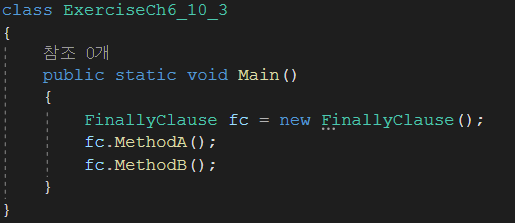 class ExerciseCh6_10_3
{
참조 0개
public static void Main()
{
FinallyClause fc = new FinallyClause();
fc.MethodA();
fc.MethodB();
}
}